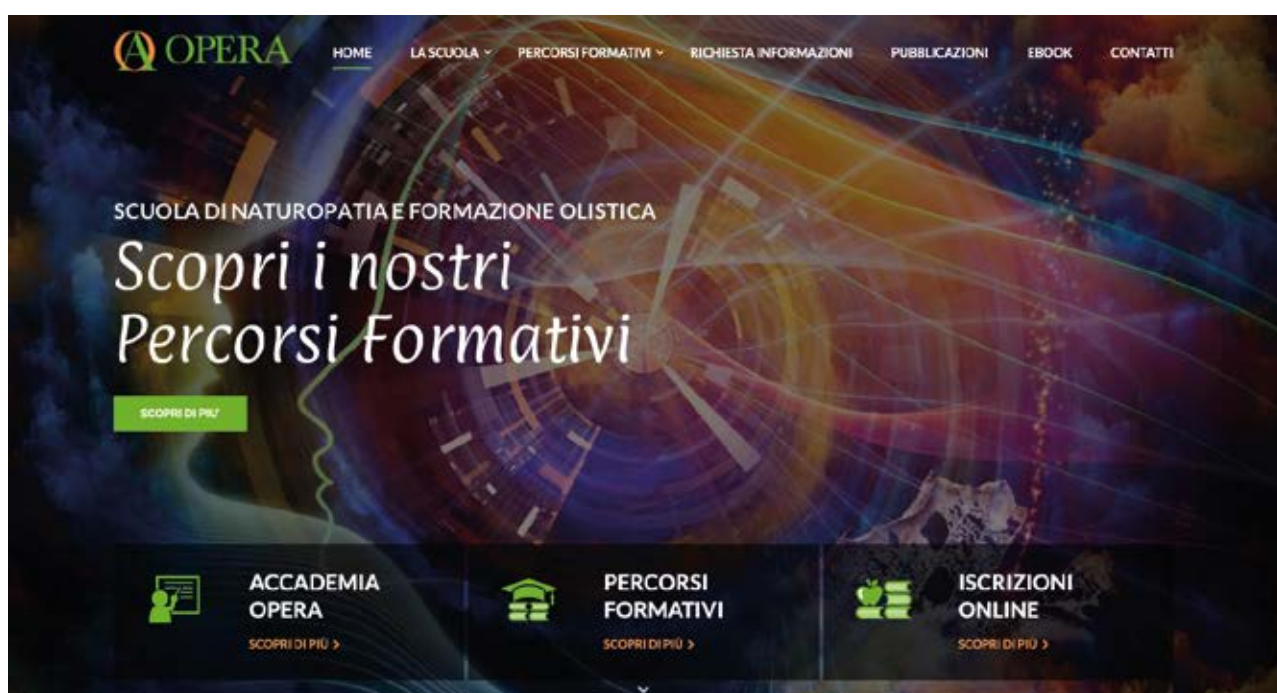 OPERA
HOME LA SCUOLA PERCORSI FORMATIVI RICHIESTA INFORMAZIONI PUBBLICAZIONI EBOOK CONTATTI
SCUOLA DI NATUROPATIA E FORMAZIONE OLISTICA
Scopri i nostri
Percorsi Formativi
SCOPRI DI PIU'
ACCADEMIA
OPERA
SCOPRI DI PIÙ >
PERCORSI
FORMATIVI
SCOPRI DI PIÙ >
ISCRIZIONI
ONLINE
SCOPRI DI PIÙ >